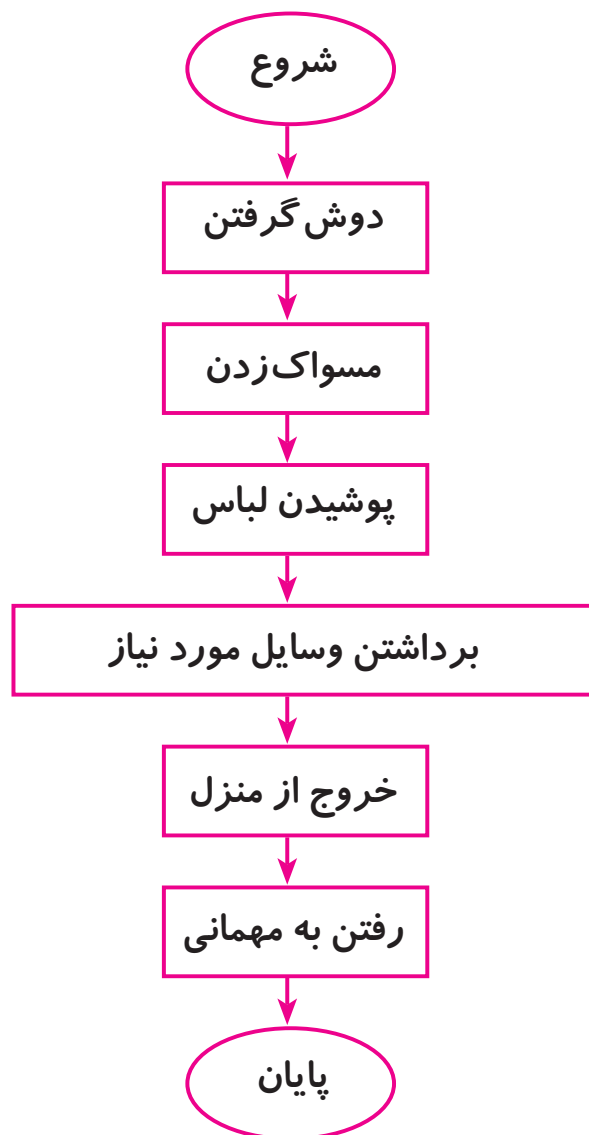 شروع
دوش گرفتن
مسواک زدن
پوشیدن لباس
برداشتن وسایل مورد نیاز
خروج از منزل
رفتن به مهمانی
پایان